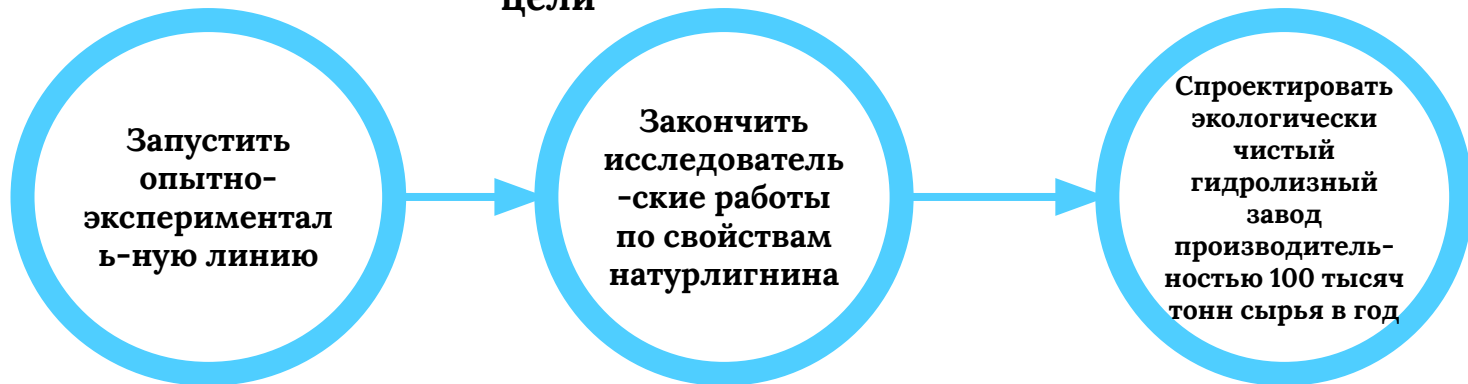 цели
Запустить
опытно-
эксперимептал
ь-ную линию
Закончить
исследователь
-ские работы
по свойствам
натурлигнина
Спроектировать
экологически
чистый
гидролизный
завод
производитель-
ностью 100 тысяч
тонн сырья в год